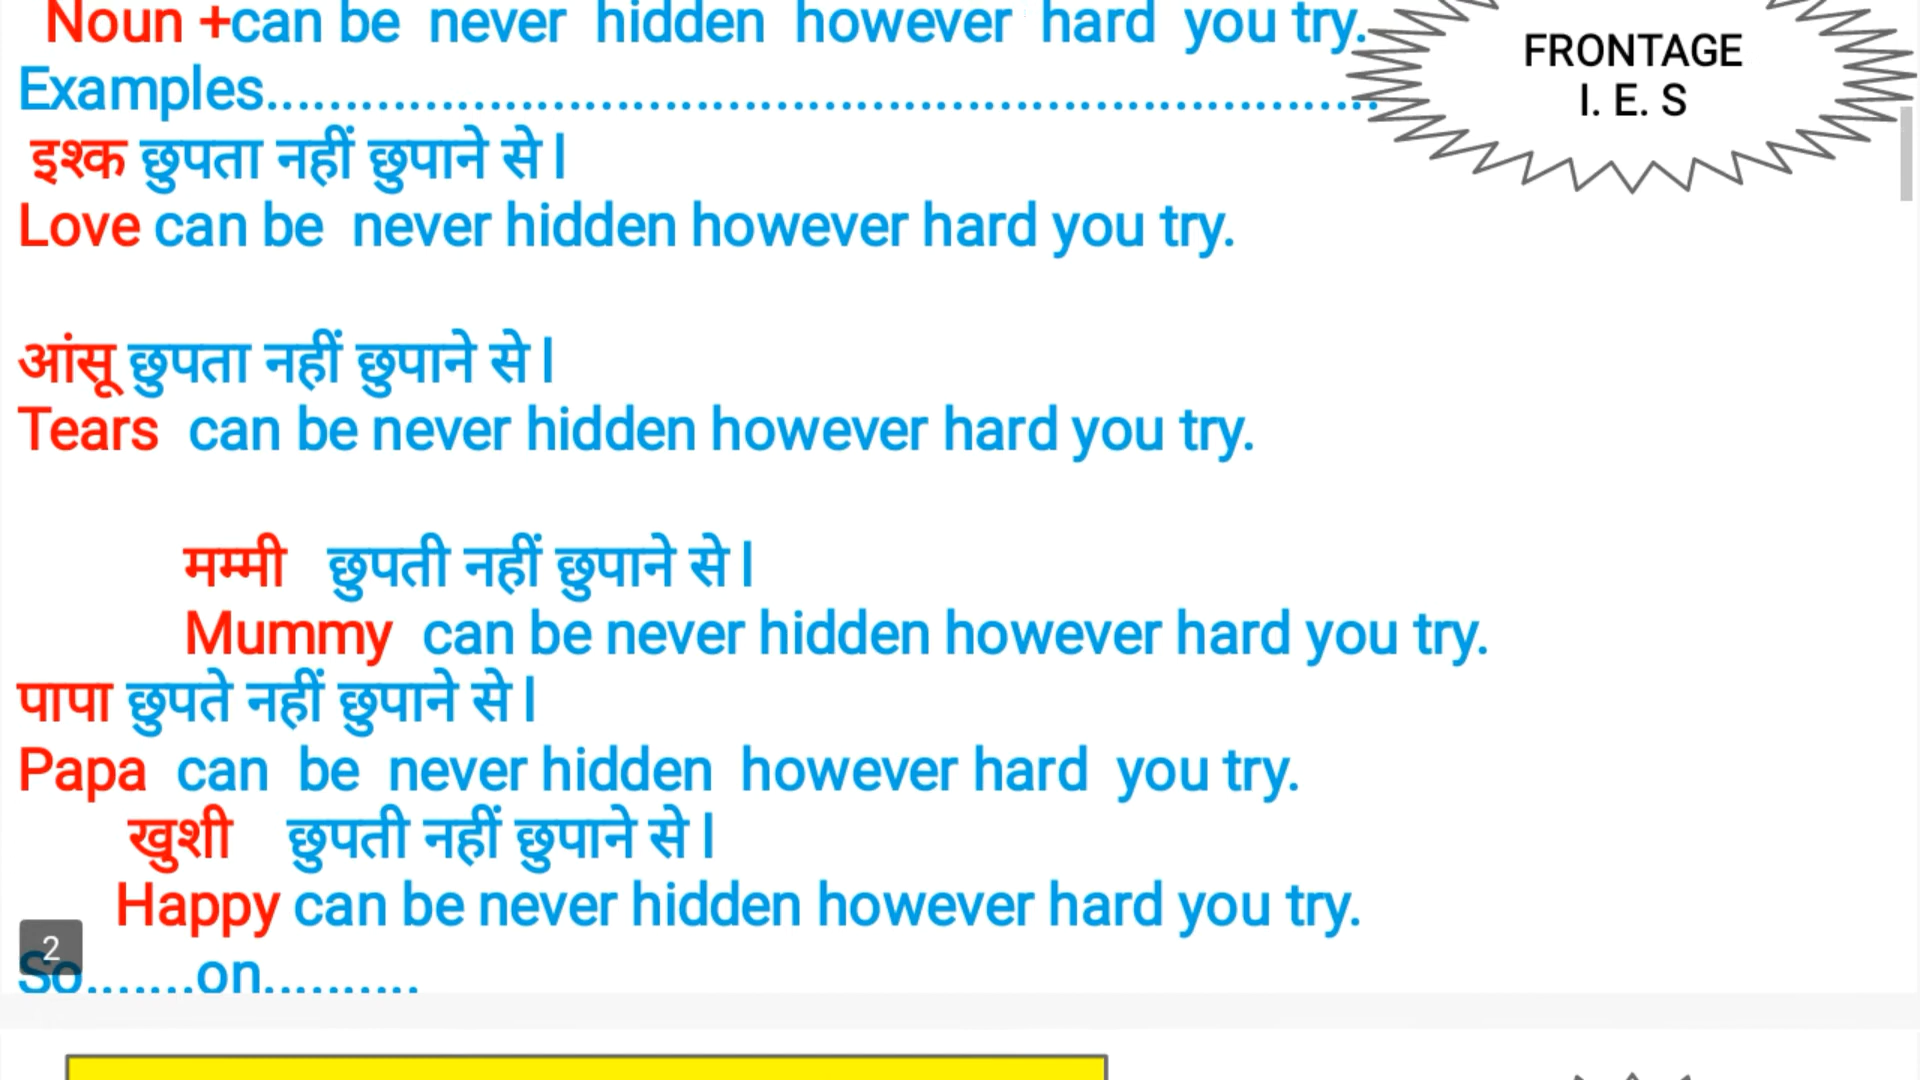 Noun +can be never hidden however hard you try.
FRONTAGE
I. E. S
Examples.......................................................................
इश्क छुपता नहीं छुपाने से l
Love can be never hidden however hard you try.
आंसू छुपता नहीं छुपाने से l
Tears can be never hidden however hard you try.
मम्मी छुपती नहीं छुपाने से l
Mummy can be never hidden however hard you try.
पापा छुपते नहीं छुपाने से l
Papa can be never hidden however hard you try.
खुशी छुपती नहीं छुपाने से l
Happy can be never hidden however hard you try.
2
So.......on..........